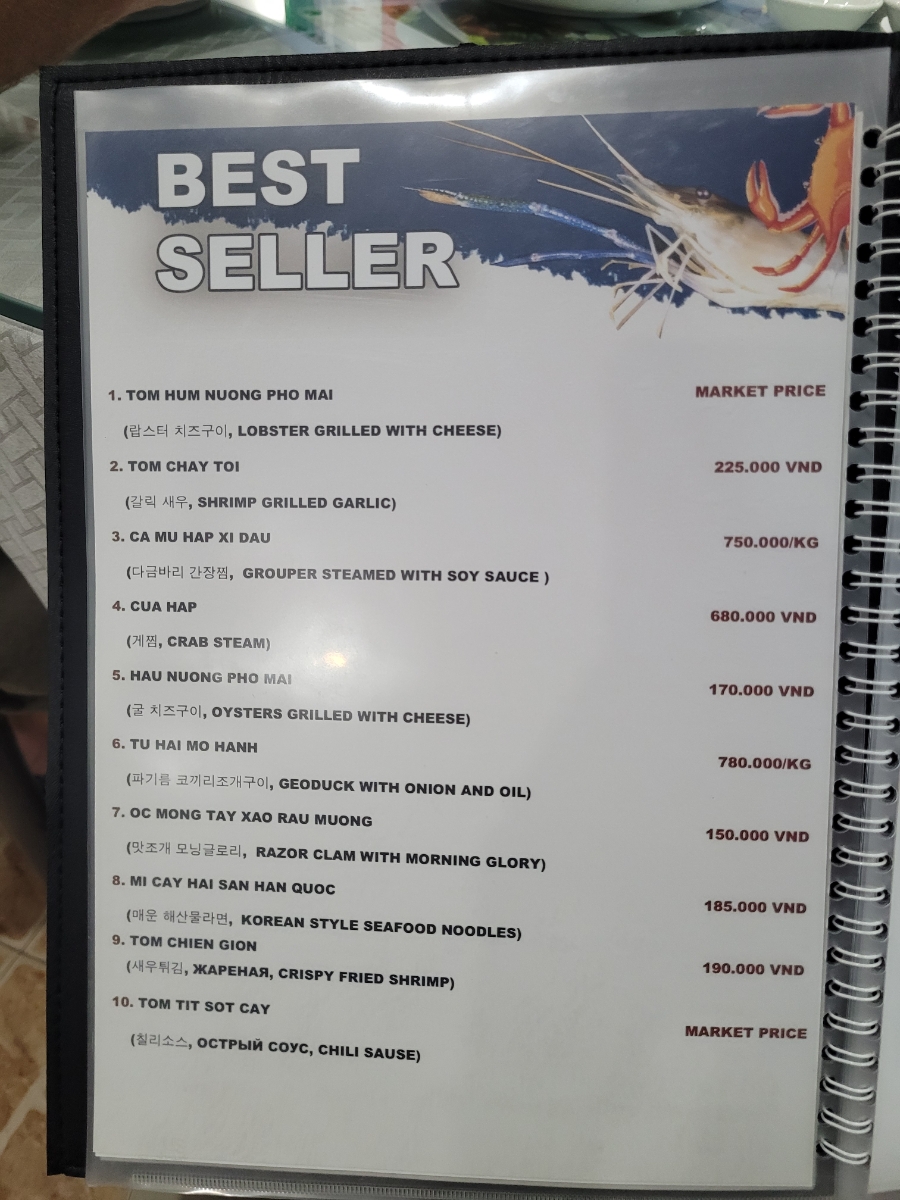 BEST
SELLER
1. TOM HUM NUONG PHO MAI MARKET PRICE
(랍스터 치즈구이, LOBSTER GRILLED WITH CHEESE)
2. TOM CHAY TOI 225.000 VND
(갈릭 새우, SHRIMP GRILLED GARLIC)
3. CA MU HAP XI DAU 750.000/KG
(다금바리 간장찜, GROUPER STEAMED WITH SOY SAUCE )
4. CUA HAP 680.000 VND
(게찜, CRAB STEAM)
5. HAU NUONG PHO MAI 170.000 VND
(굴 치즈구이, OYSTERS GRILLED WITH CHEESE)
6. TU HAI MO HANH 780.000/KG
(파기름 코끼리조개구이, GEODUCK WITH ONION AND OIL)
7. OC MONG TAY XAO RAU MUONG 150.000 VND
(맛조개 모닝글로리, RAZOR CLAM WITH MORNING GLORY)
8. MI CAY HAI SAN HAN QUOC 185.000 VND
(매운 해산물라면, KOREAN STYLE SEAFOOD NOODLES)
9. TOM CHIEN GION 190.000 VND
(새우튀김, ЖАРЕНАЯ, CRISPY FRIED SHRIMP)
10. TOM TIT SOT CAY MARKET PRICE
(칠리소스, ОСТРЫЙ СОУС, CHILI SAUSE)